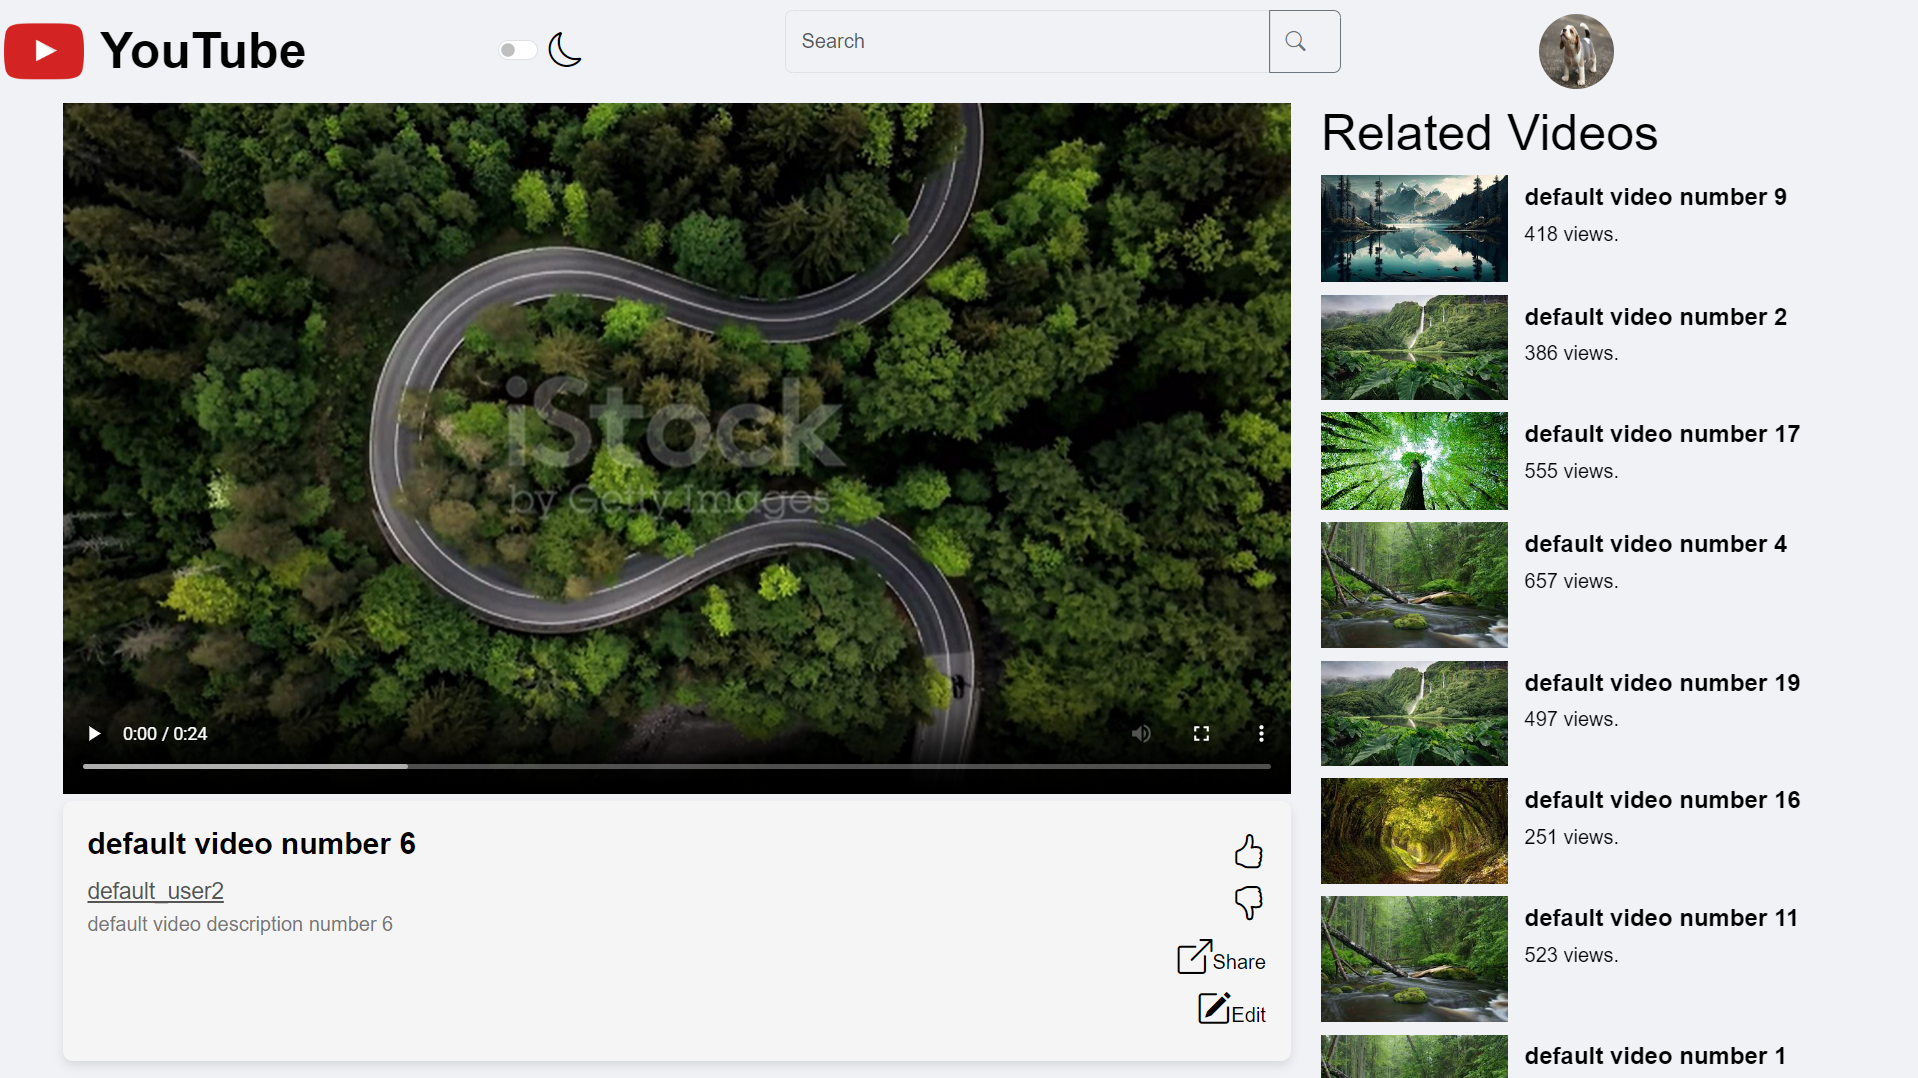 YouTube
Search
iStock
by Getty Images
0:00 / 0:24
default video number 6
default_user2
default video description number 6
Share
Edit
Related Videos
default video number 9
418 views.
default video number 2
386 views.
default video number 17
555 views.
default video number 4
657 views.
default video number 19
497 views.
default video number 16
251 views.
default video number 11
523 views.
default video number 1